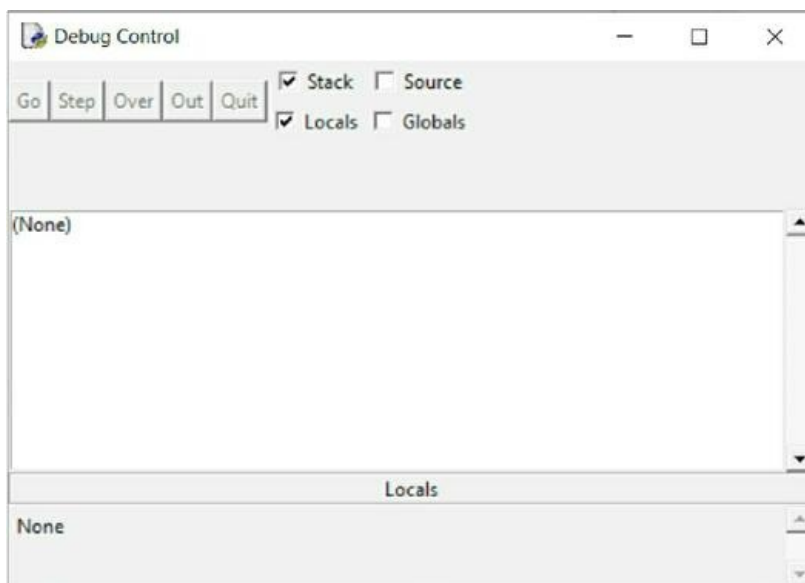 Debug Control
Go Step Over Out Quit
Stack Source
Locals Globals
(None)
Locals
None